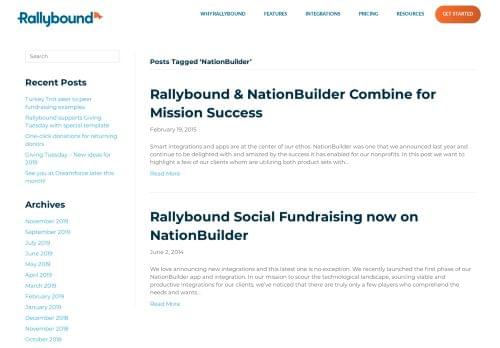 Rallybound
WHY RALLYBOUND
FEATURES
INTEGRATIONS
PRICING
RESOURCES
GET STARTED
Search
Recent Posts
Turkey Trot peer to peer
fundraising examples
Rallybound supports Giving
Tuesday with special template
One-click donations for returning
donors
Giving Tuesday – New ideas for
2019
See you at Dreamforce later this
month!
Archives
November 2019
September 2019
July 2019
June 2019
May 2019
April 2019
March 2019
February 2019
January 2019
December 2018
November 2018
October 2018
Posts Tagged ‘NationBuilder’
Rallybound & NationBuilder Combine for
Mission Success
February 19, 2015
Smart integrations and apps are at the center of our ethos. NationBuilder was one that we announced last year and
continue to be delighted with and amazed by the success it has enabled for our nonprofits. In this post we want to
highlight a few of our clients whom are utilizing both product sets with...
Read More
Rallybound Social Fundraising now on
NationBuilder
June 2, 2014
We love announcing new integrations and this latest one is no exception. We recently launched the first phase of our
NationBuilder app and integration. In our mission to scour the technological landscape, sourcing viable and
productive integrations for our clients, we’ve noticed that there are truly only a few players who comprehend the
needs and wants...
Read More